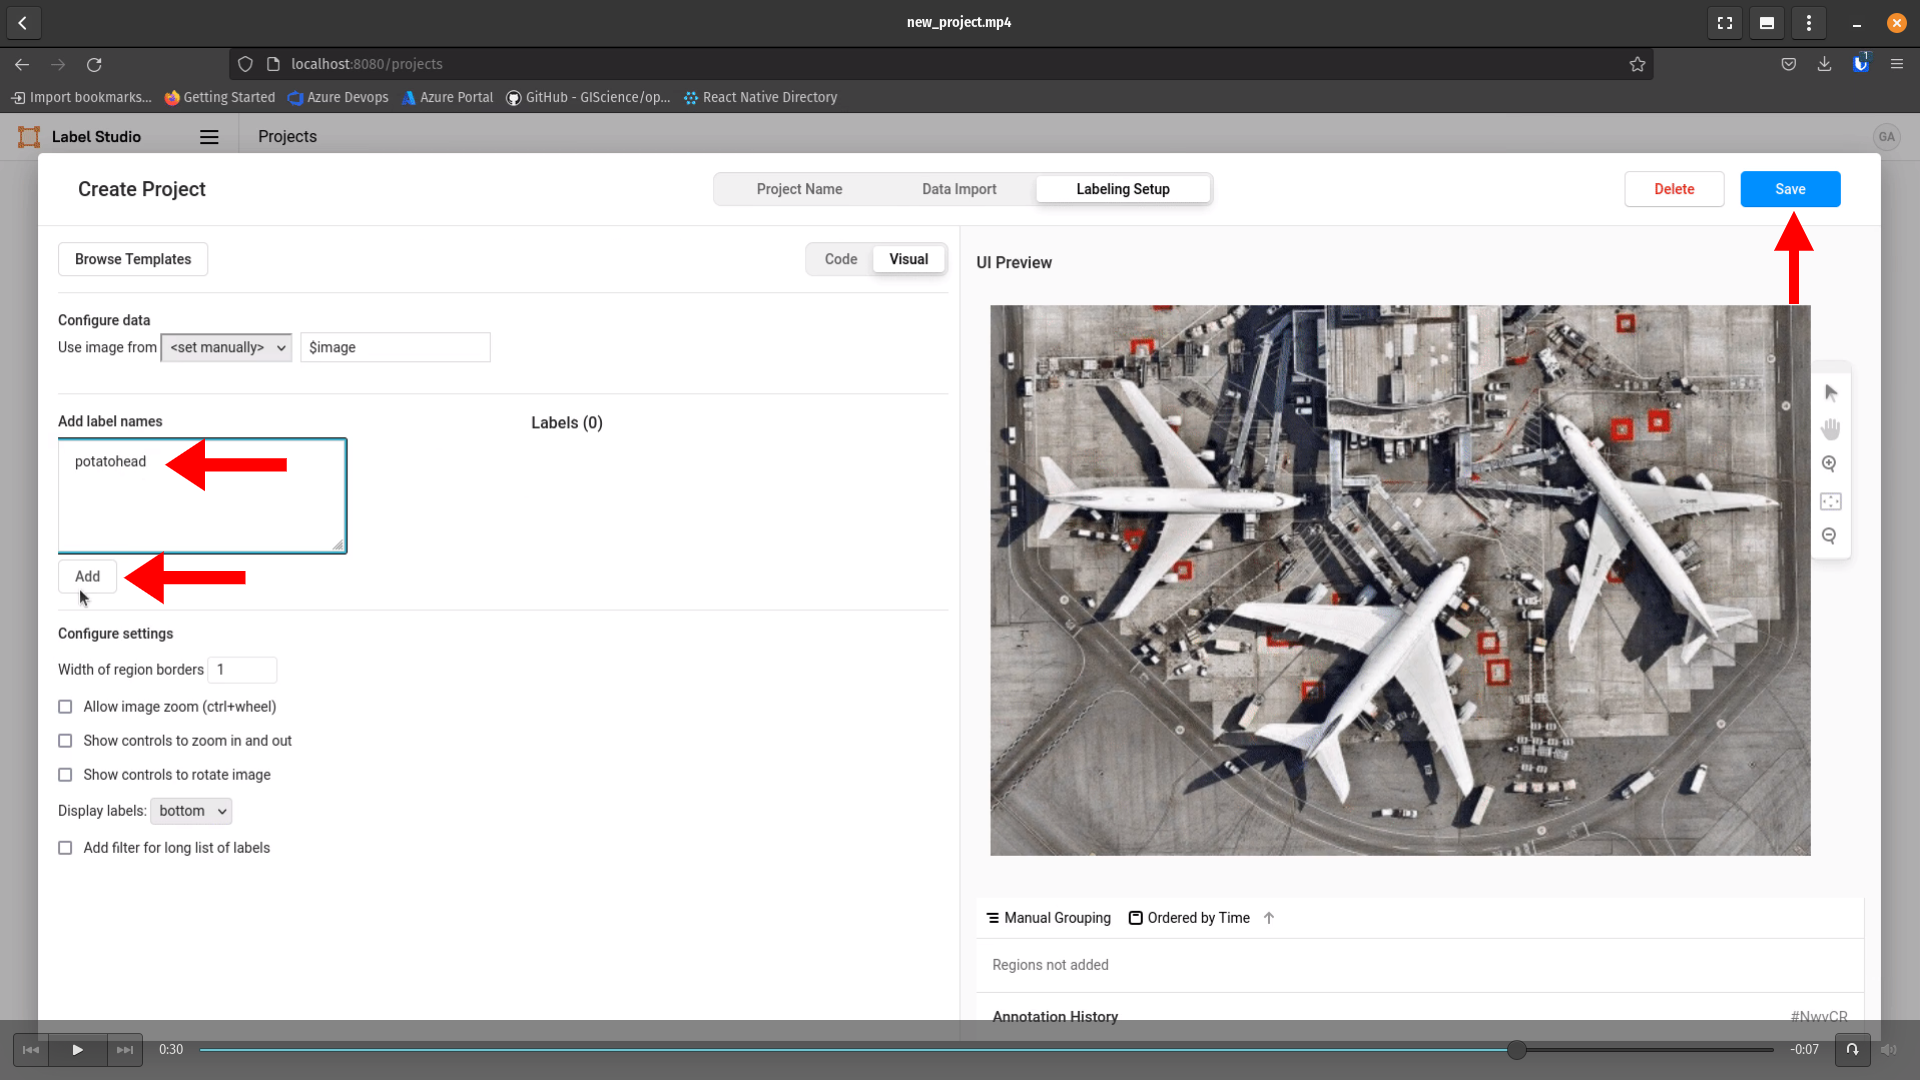 new_project.mp4
localhost:8080/projects
1
Import bookmarks...
Getting Started
Azure Devops
Azure Portal
GitHub - GIScience/op...
React Native Directory
Label Studio
Projects
GA
Create Project
Project Name
Data Import
Labeling Setup
Delete
Save
Browse Templates
Code
Visual
UI Preview
Configure data
Use image from <set manually> $image
Add label names
Labels (0)
potatohead
Add
Configure settings
Width of region borders 1
Allow image zoom (ctrl+wheel)
Show controls to zoom in and out
Show controls to rotate image
Display labels: bottom
Add filter for long list of labels
Manual Grouping
Ordered by Time
Regions not added
Annotation History
#NwyCR
0:30
-0:07